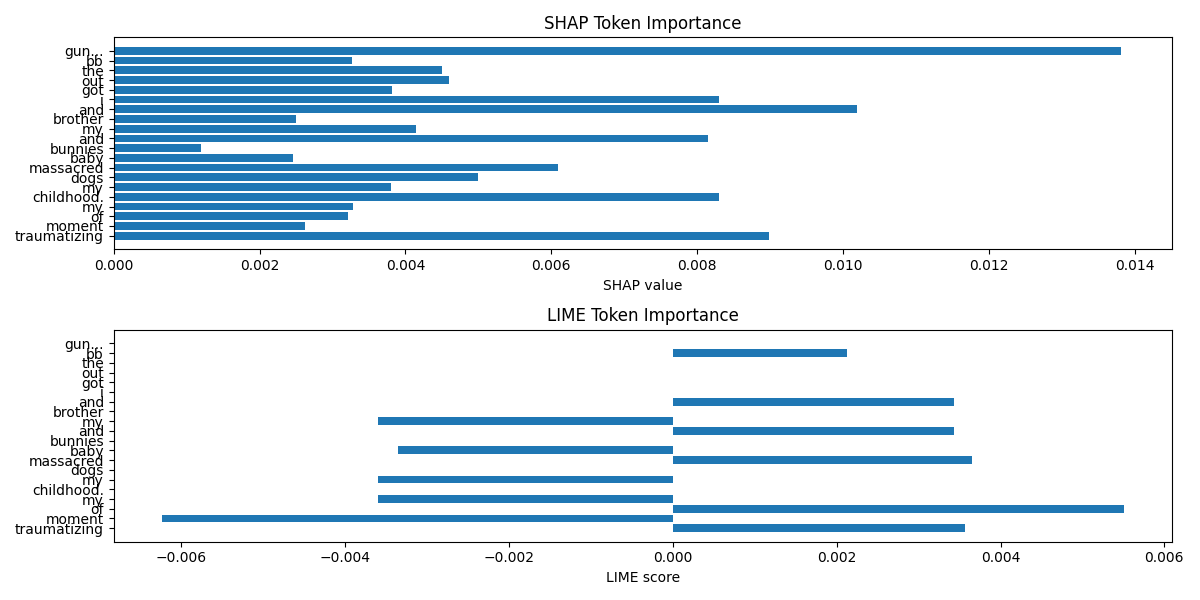 SHAP Token Importance
gun...
bb
the
out
got
I
and
brother
my
and
bunnies
baby
massacred
dogs
my
childhood.
my
of
moment
traumatizing
0.000 0.002 0.004 0.006 0.008 0.010 0.012 0.014
SHAP value
LIME Token Importance
gun...
bb
the
out
got
I
and
brother
my
and
bunnies
baby
massacred
dogs
my
childhood.
my
of
moment
traumatizing
−0.006 −0.004 −0.002 0.000 0.002 0.004 0.006
LIME score